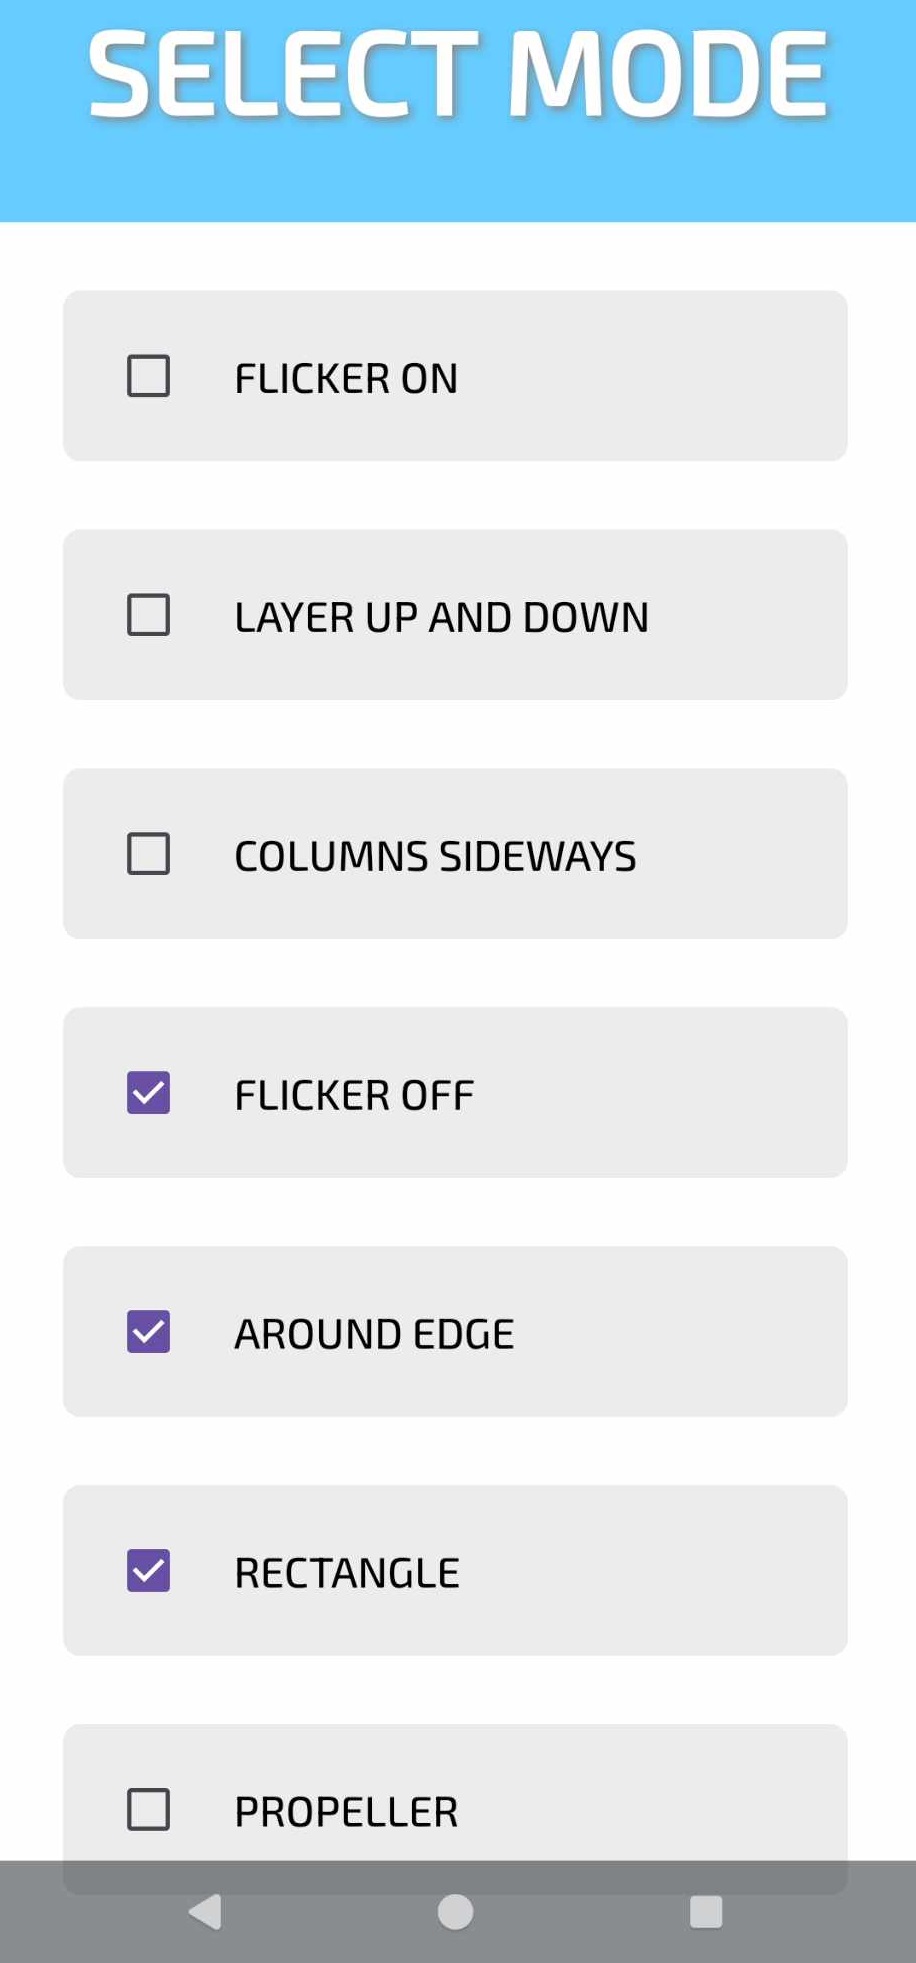 SELECT MODE
FLICKER ON
LAYER UP AND DOWN
COLUMNS SIDEWAYS
FLICKER OFF
AROUND EDGE
RECTANGLE
PROPELLER